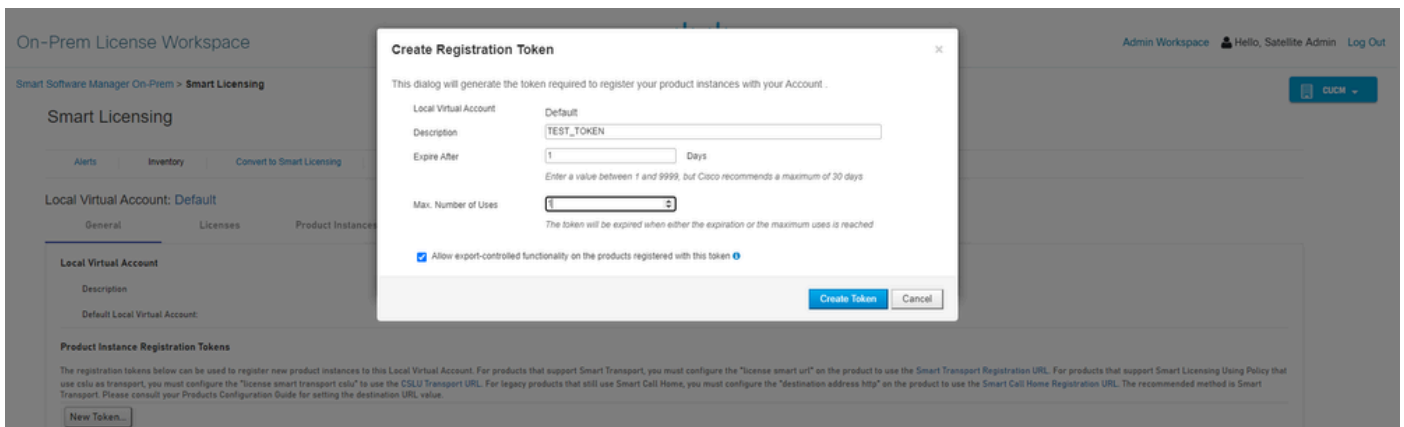 On-Prem License Workspace
Admin Workspace Hello, Satellite Admin Log Out
Smart Software Manager On-Prem > Smart Licensing
CUCM
Smart Licensing
Alerts Inventory Convert to Smart Licensing
Local Virtual Account: Default
General Licenses Product Instances
Local Virtual Account
Description
Default Local Virtual Account:
Create Registration Token
×
This dialog will generate the token required to register your product instances with your Account .
Local Virtual Account Default
Description TEST_TOKEN
Expire After 1 Days
Enter a value between 1 and 9999, but Cisco recommends a maximum of 30 days
Max. Number of Uses 1
The token will be expired when either the expiration or the maximum uses is reached
Allow export-controlled functionality on the products registered with this token
Create Token Cancel
Product Instance Registration Tokens
The registration tokens below can be used to register new product instances to this Local Virtual Account. For products that support Smart Transport, you must configure the "license smart url" on the product to use the Smart Transport Registration URL. For products that support Smart Licensing Using Policy that
use cslu as transport, you must configure the "license smart transport cslu" to use the CSLU Transport URL. For legacy products that still use Smart Call Home, you must configure the "destination address http" on the product to use the Smart Call Home Registration URL. The recommended method is Smart
Transport. Please consult your Products Configuration Guide for setting the destination URL value.
New Token...